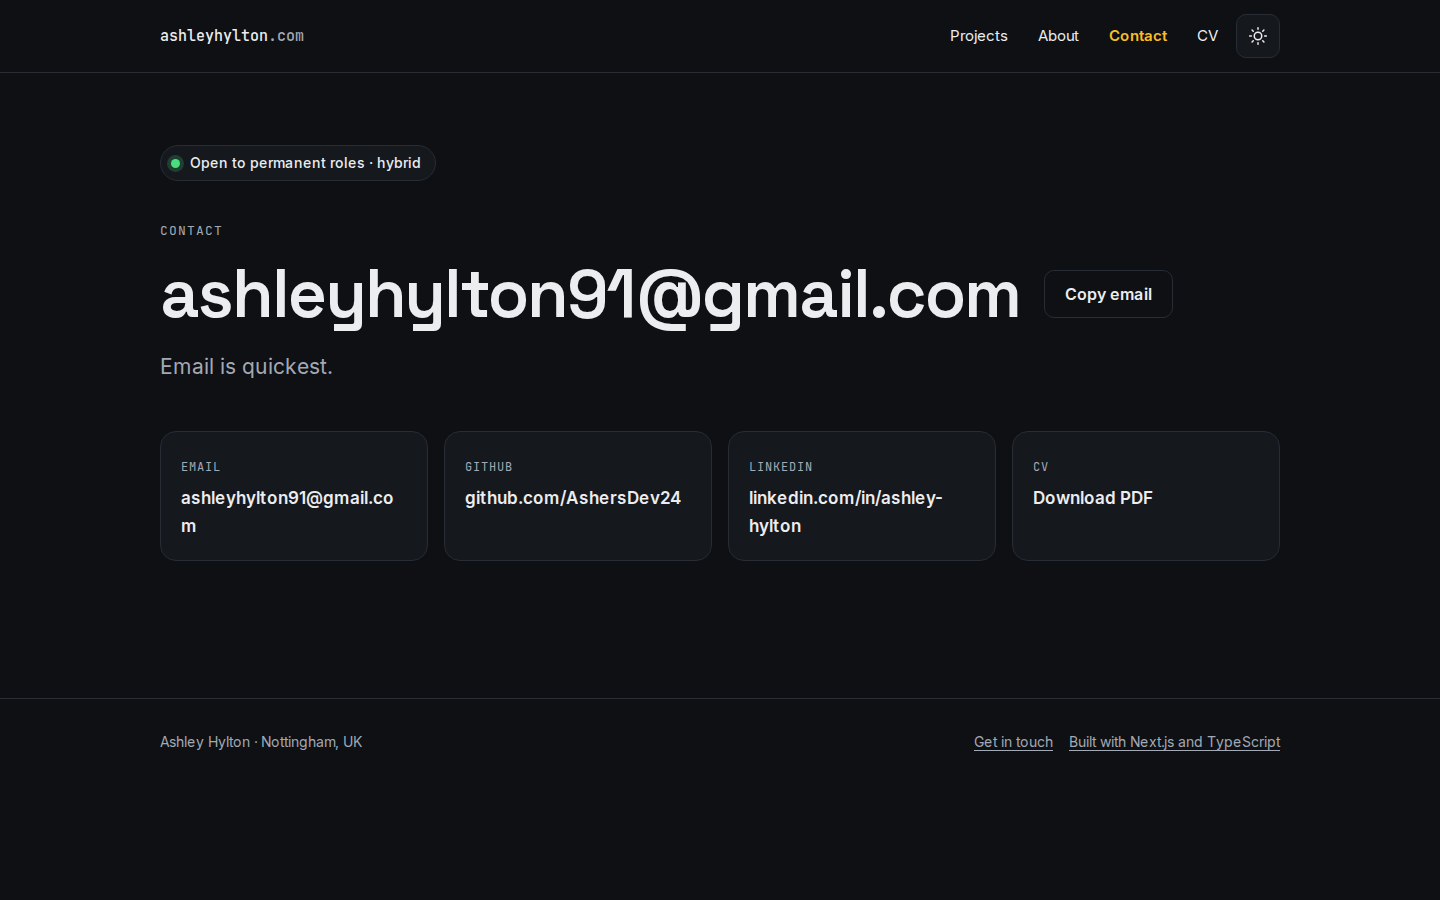 ashleyhylton.com
Projects About Contact CV
Open to permanent roles · hybrid
CONTACT
ashleyhylton91@gmail.com Copy email
Email is quickest.
EMAIL
ashleyhylton91@gmail.co
m
GITHUB
github.com/AshersDev24
LINKEDIN
linkedin.com/in/ashley-
hylton
CV
Download PDF
Ashley Hylton · Nottingham, UK
Get in touch Built with Next.js and TypeScript